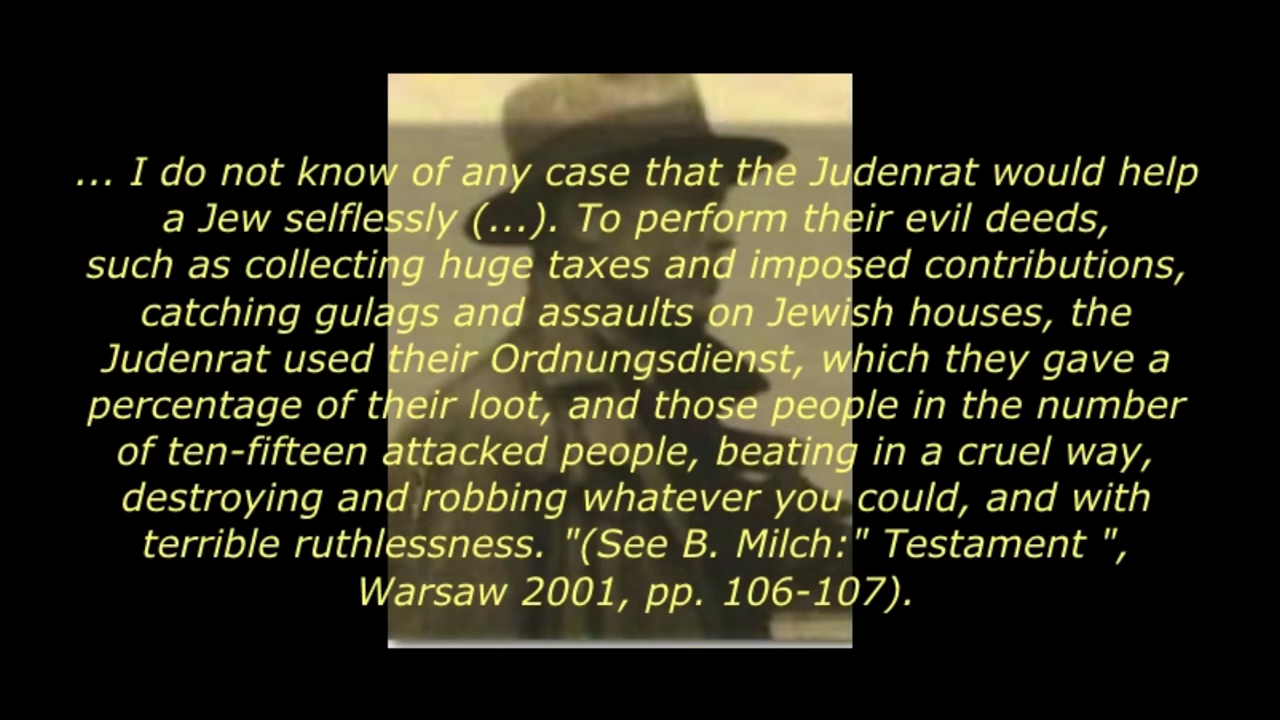 ... I do not know of any case that the Judenrat would help
a Jew selflessly (...). To perform their evil deeds,
such as collecting huge taxes and imposed contributions,
catching gulags and assaults on Jewish houses, the
Judenrat used their Ordnungsdienst, which they gave a
percentage of their loot, and those people in the number
of ten-fifteen attacked people, beating in a cruel way,
destroying and robbing whatever you could, and with
terrible ruthlessness. "(See B. Milch:" Testament ",
Warsaw 2001, pp. 106-107).